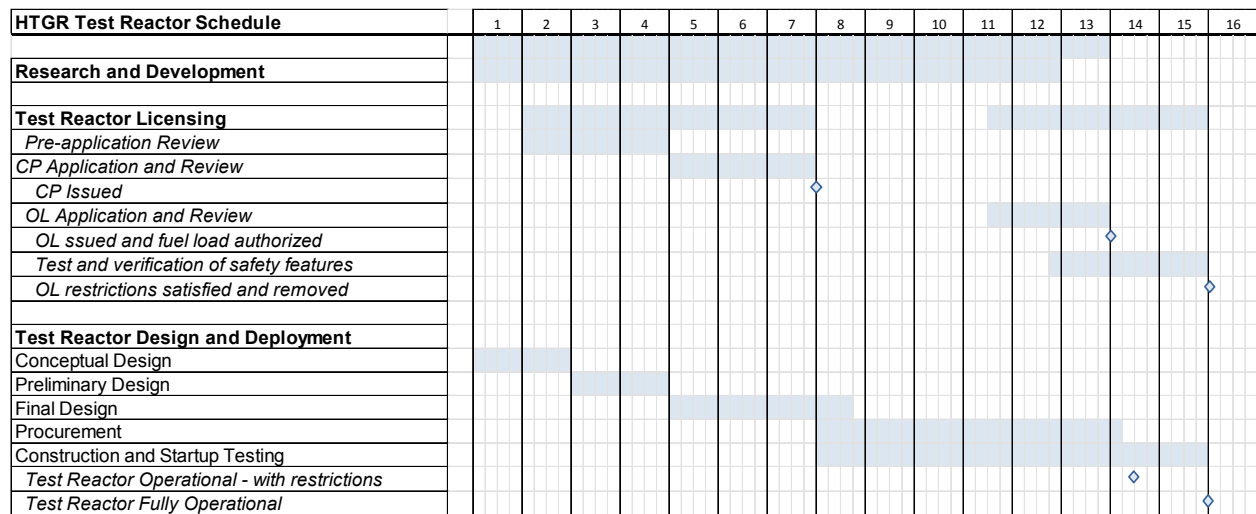 HTGR Test Reactor Schedule 1 2 3 4 5 6 7 8 9 10 11 12 13 14 15 16
Research and Development
Test Reactor Licensing
Pre-application Review
CP Application and Review
CP Issued
OL Application and Review
OL ssued and fuel load authorized
Test and verification of safety features
OL restrictions satisfied and removed
Test Reactor Design and Deployment
Conceptual Design
Preliminary Design
Final Design
Procurement
Construction and Startup Testing
Test Reactor Operational - with restrictions
Test Reactor Fully Operational